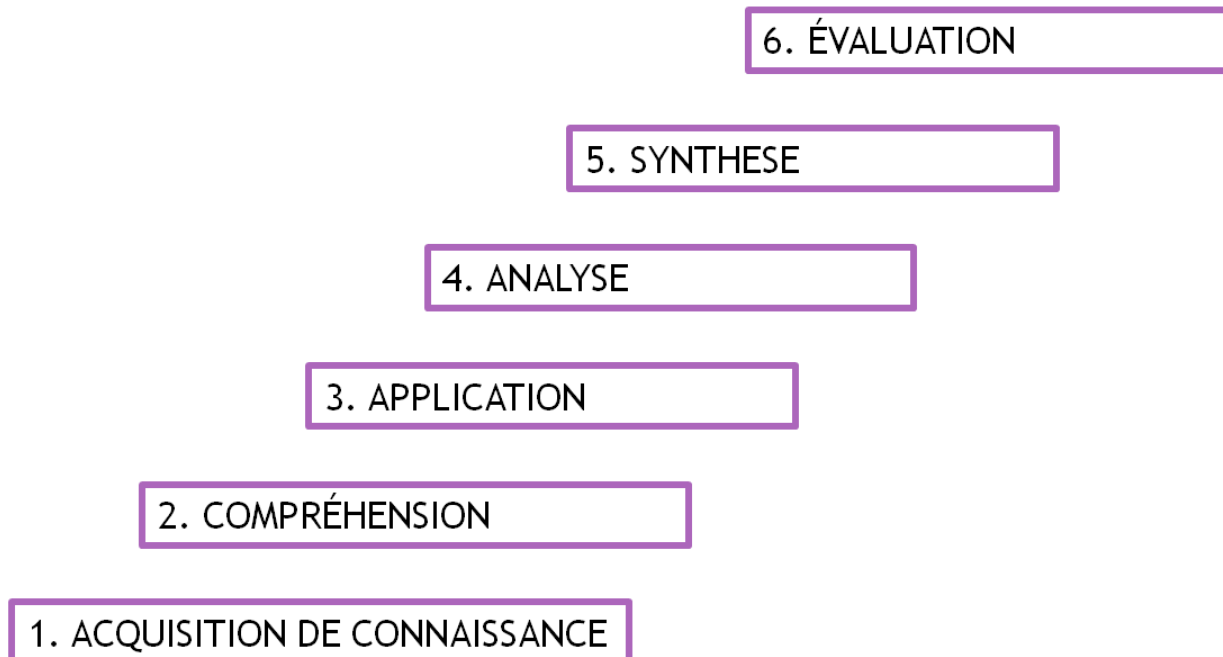 6. ÉVALUATION
5. SYNTHESE
4. ANALYSE
3. APPLICATION
2. COMPRÉHENSION
1. ACQUISITION DE CONNAISSANCE